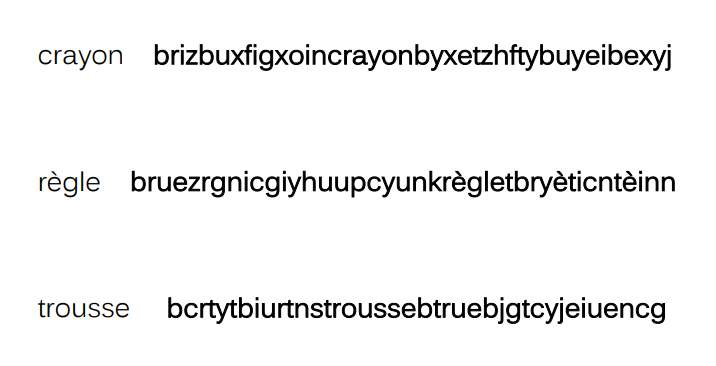 crayon brizbuxfigxoincrayonbyxetzhftybuyeibexyj
règle bruezrgnicgiyhuupcyunkrègletbryèticntèinn
trousse bcrtytbiurtnstroussebtruebjgtcyjeiuencg